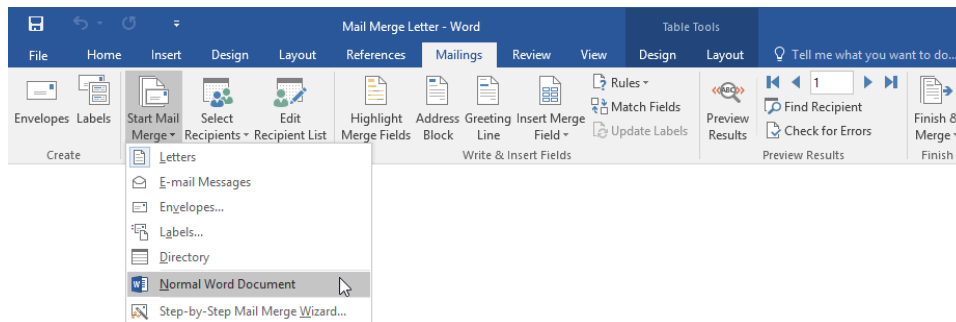 Mail Merge Letter - Word
Table Tools
File Home Insert Design Layout References Mailings Review View Design Layout Tell me what you want to do...
Envelopes Labels Start Mail Merge Select Recipients Edit Recipient List Highlight Merge Fields Address Block Greeting Line Insert Merge Field Rules Match Fields Update Labels «ABC» Preview Results 1 Find Recipient Check for Errors Finish & Merge
Create Write & Insert Fields Preview Results Finish
Letters
E-mail Messages
Envelopes...
Labels...
Directory
Normal Word Document
Step-by-Step Mail Merge Wizard...